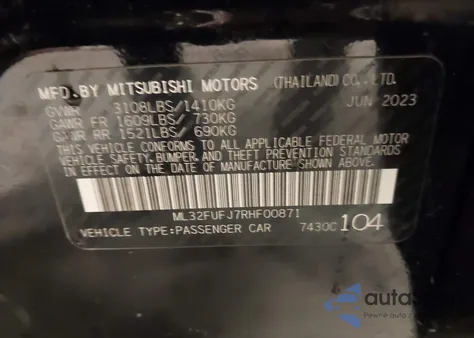 MFD.BY MITSUBISHI MOTORS (THAILAND) CO., LTD.
GVWR 3108LBS/1410KG JUN 2023
GAWR FR 1609LBS/ 730KG
GAWR RR 1521LBS/ 690KG
THIS VEHICLE CONFORMS TO ALL APPLICABLE FEDERAL MOTOR
VEHICLE SAFETY,BUMPER,AND THEFT PREVENTION STANDARDS
IN EFFECT ON THE DATE OF MANUFACTURE SHOWN ABOVE.
ML32FUFJ7RHF00871
VEHICLE TYPE:PASSENGER CAR 7430C 104
Pewne auto z